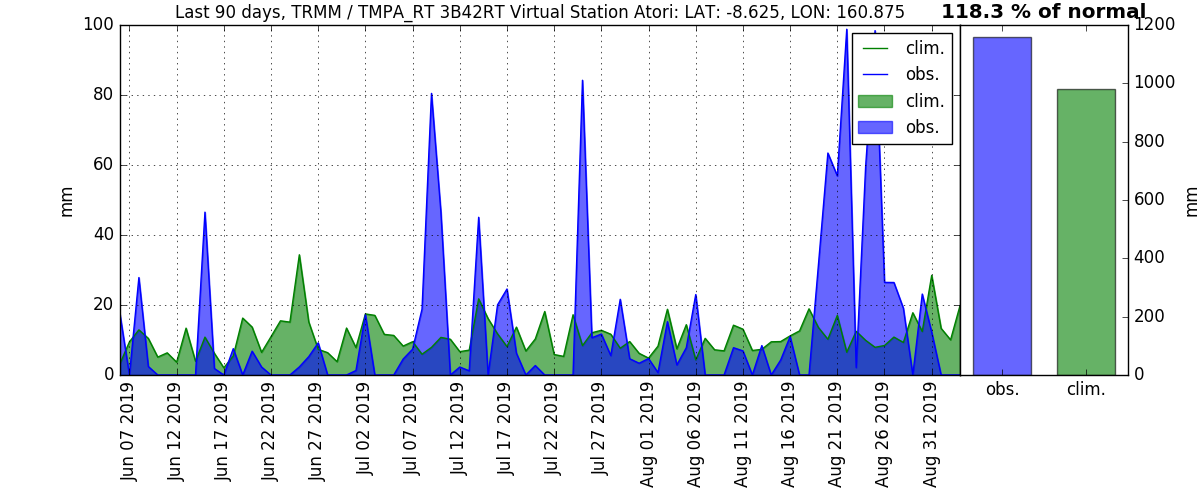 Last 90 days, TRMM / TMPA_RT 3B42RT Virtual Station Atori: LAT: -8.625, LON: 160.875
118.3 % of normal
mm
100
80
60
40
20
0
clim.
obs.
clim.
obs.
Jun 07 2019
Jun 12 2019
Jun 17 2019
Jun 22 2019
Jun 27 2019
Jul 02 2019
Jul 07 2019
Jul 12 2019
Jul 17 2019
Jul 22 2019
Jul 27 2019
Aug 01 2019
Aug 06 2019
Aug 11 2019
Aug 16 2019
Aug 21 2019
Aug 26 2019
Aug 31 2019
1200
1000
800
600
400
200
0
mm
obs.
clim.